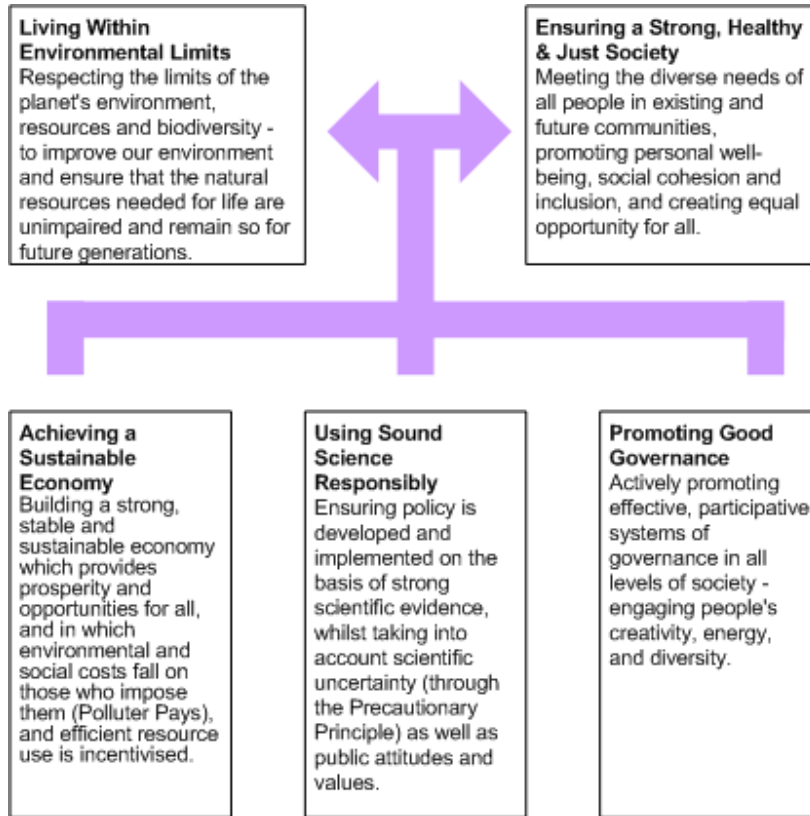 Living Within
Environmental Limits
Respecting the limits of the
planet's environment,
resources and biodiversity -
to improve our environment
and ensure that the natural
resources needed for life are
unimpaired and remain so for
future generations.
Ensuring a Strong, Healthy
& Just Society
Meeting the diverse needs of
all people in existing and
future communities,
promoting personal well-
being, social cohesion and
inclusion, and creating equal
opportunity for all.
Achieving a
Sustainable
Economy
Building a strong,
stable and
sustainable economy
which provides
prosperity and
opportunities for all,
and in which
environmental and
social costs fall on
those who impose
them (Polluter Pays),
and efficient resource
use is incentivised.
Using Sound
Science
Responsibly
Ensuring policy is
developed and
implemented on the
basis of strong
scientific evidence,
whilst taking into
account scientific
uncertainty (through
the Precautionary
Principle) as well as
public attitudes and
values.
Promoting Good
Governance
Actively promoting
effective, participative
systems of
governance in all
levels of society -
engaging people's
creativity, energy,
and diversity.